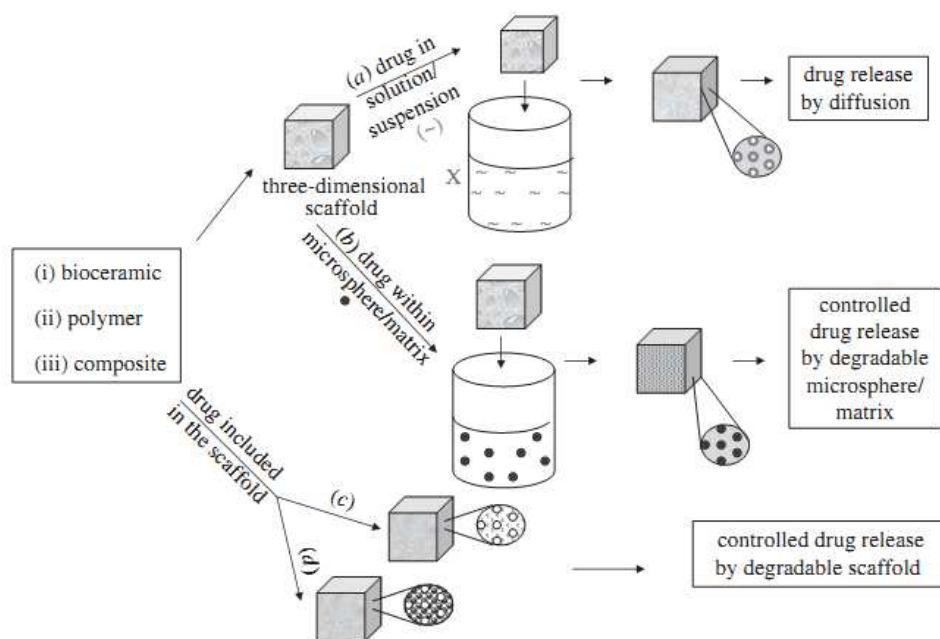 (i) bioceramic
(ii) polymer
(iii) composite
three-dimensional
scaffold
(a) drug in
solution/
suspension
(~)
X
~ ~ ~
~ ~ ~
~ ~
drug release
by diffusion
(b) drug within
microsphere/matrix
controlled
drug release
by degradable
microsphere/
matrix
drug included
in the scaffold
(c)
(d)
controlled drug release
by degradable scaffold